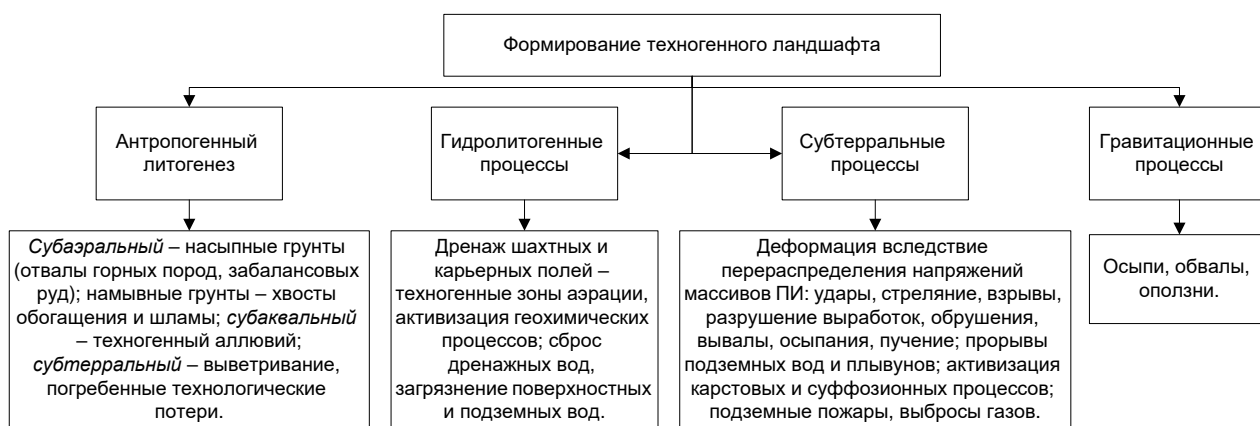 Формирование техногенного ландшафта
Антропогенный
литогенез
Гидролитогенные
процессы
Субтерральные
процессы
Гравитационные
процессы
Субаэральный – насыпные грунты
(отвалы горных пород, забалансовых
руд); намывные грунты – хвосты
обогащения и шламы; субаквальный
– техногенный аллювий;
субтерральный – выветривание,
погребенные технологические
потери.
Дренаж шахтных и
карьерных полей –
техногенные зоны аэрации,
активизация геохимических
процессов; сброс
дренажных вод,
загрязнение поверхностных
и подземных вод.
Деформация вследствие
перераспределения напряжений
массивов ПИ: удары, стреляние, взрывы,
разрушение выработок, обрушения,
вывалы, осыпания, пучение; прорывы
подземных вод и плывунов; активизация
карстовых и суффозионных процессов;
подземные пожары, выбросы газов.
Осыпи, обвалы,
оползни.